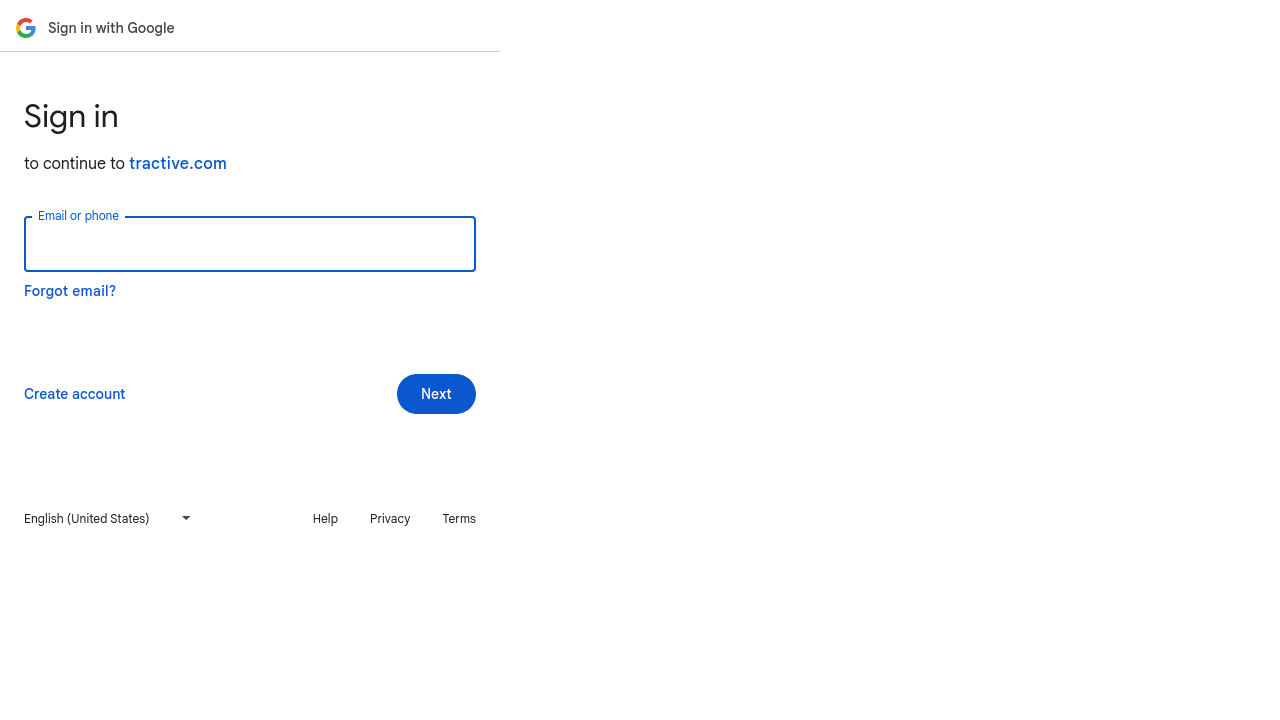 Sign in with Google
Sign in
to continue to tractive.com
Email or phone
Forgot email?
Create account
Next
English (United States)
Help
Privacy
Terms